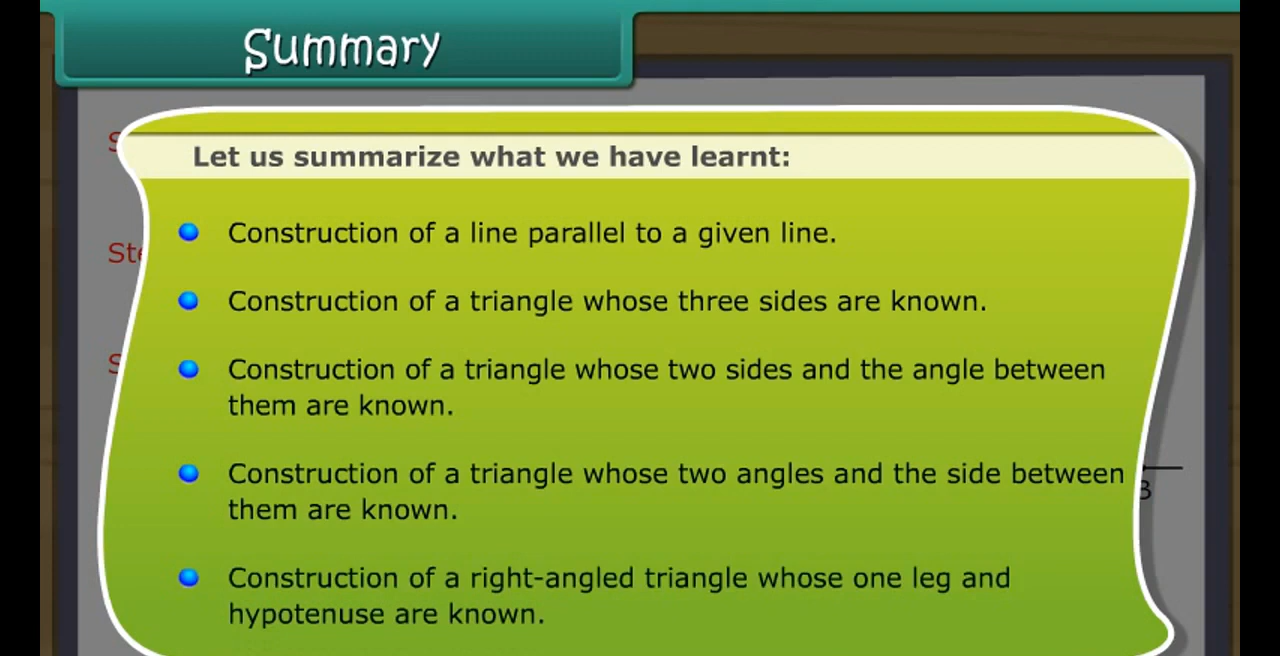 Summary
Let us summarize what we have learnt:
Construction of a line parallel to a given line.
Construction of a triangle whose three sides are known.
Construction of a triangle whose two sides and the angle between
them are known.
Construction of a triangle whose two angles and the side between
them are known.
Construction of a right-angled triangle whose one leg and
hypotenuse are known.